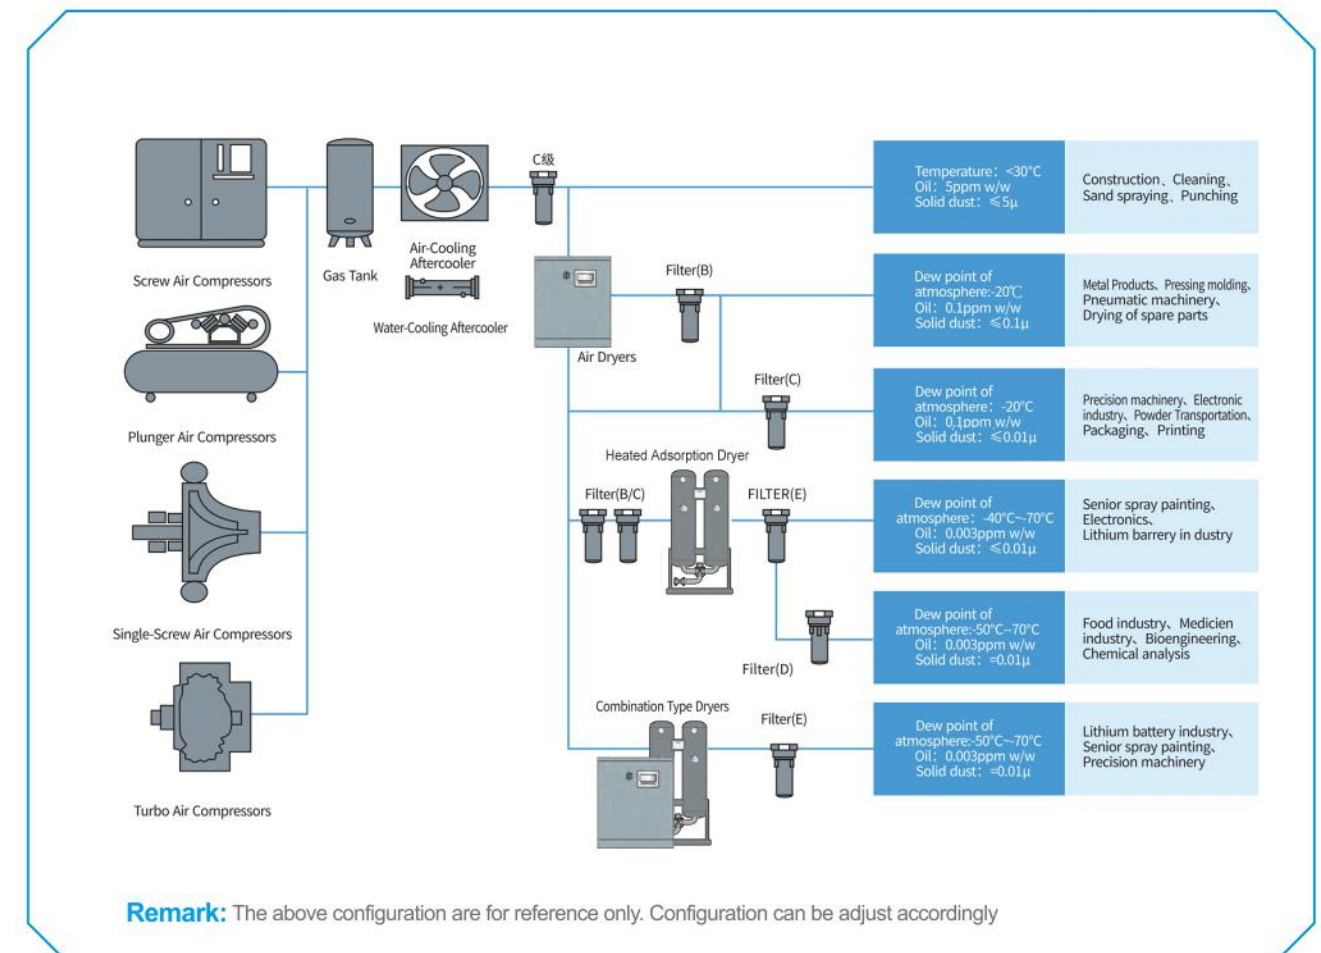 C级
Screw Air Compressors
Gas Tank
Air-Cooling
Aftercooler
Water-Cooling Aftercooler
Plunger Air Compressors
Single-Screw Air Compressors
Turbo Air Compressors
Air Dryers
Filter(B)
Filter(C)
Heated Adsorption Dryer
Filter(B/C)
FILTER(E)
Filter(D)
Combination Type Dryers
Filter(E)
Temperature：<30°C
Oil：5ppm w/w
Solid dust：≤5μ
Construction、Cleaning、
Sand spraying、Punching
Dew point of
atmosphere:-20℃
Oil：0.1ppm w/w
Solid dust：≤0.1μ
Metal Products、Pressing molding、
Pneumatic machinery、
Drying of spare parts
Dew point of
atmosphere：-20°C
Oil：0.1ppm w/w
Solid dust：≤0.01μ
Precision machinery、Electronic
industry、Powder Transportation、
Packaging、Printing
Dew point of
atmosphere：-40°C~-70°C
Oil：0.003ppm w/w
Solid dust：≤0.01μ
Senior spray painting、
Electronics、
Lithium barrery in dustry
Dew point of
atmosphere:-50°C--70°C
Oil：0.003ppm w/w
Solid dust：=0.01μ
Food industry、Medicien
industry、Bioengineering、
Chemical analysis
Dew point of
atmosphere:-50°C~-70°C
Oil：0.003ppm w/w
Solid dust：=0.01μ
Lithium battery industry、
Senior spray painting、
Precision machinery
Remark: The above configuration are for reference only. Configuration can be adjust accordingly